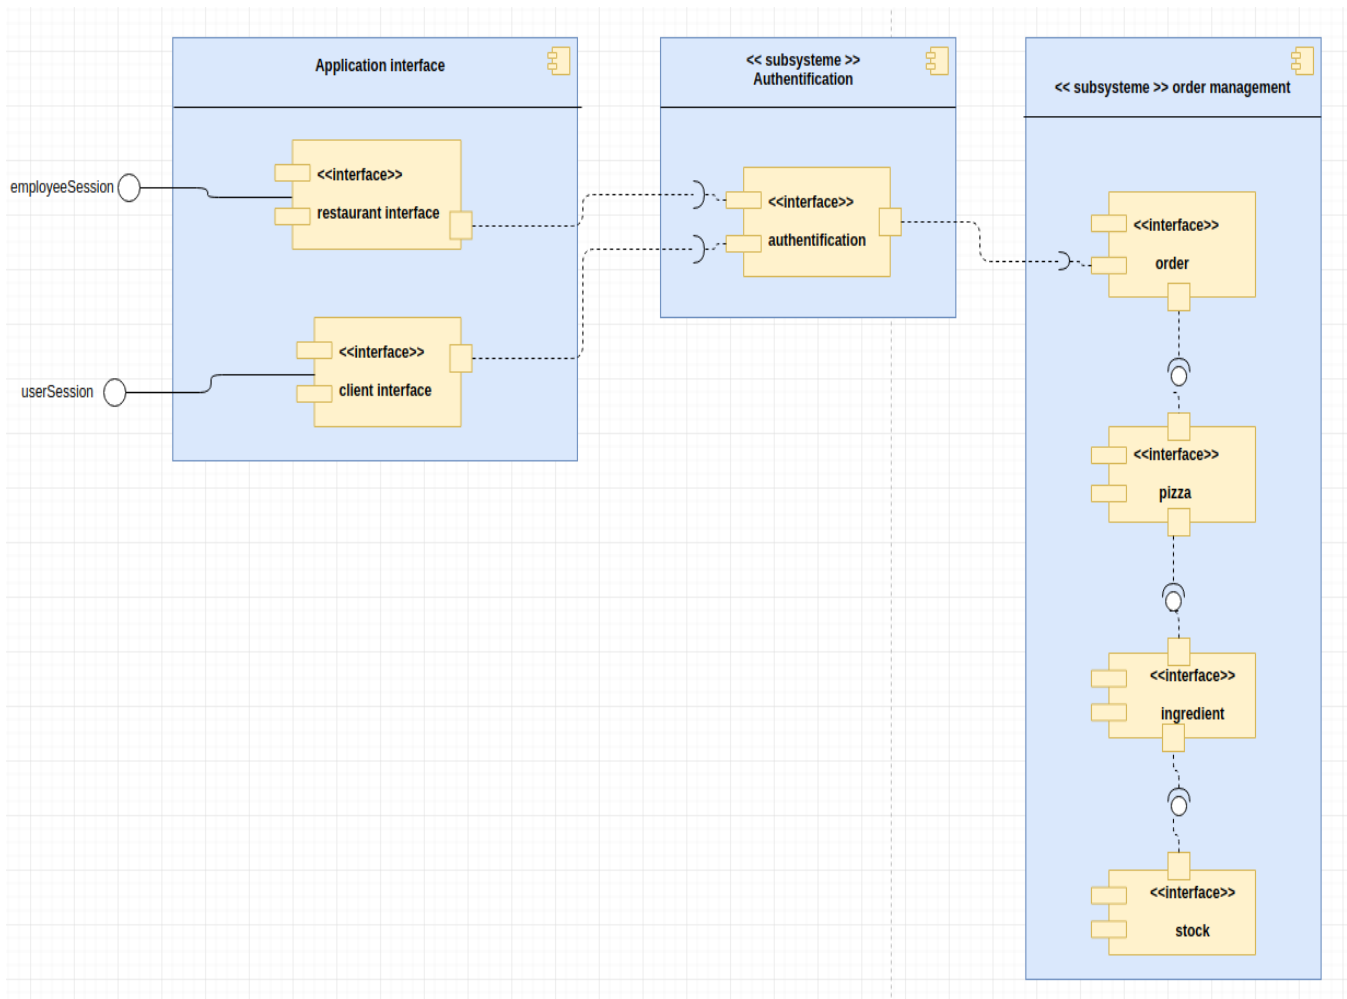 Application interface
employeeSession
<<interface>>
restaurant interface
userSession
<<interface>>
client interface
<< subsysteme >>
Authentification
<<interface>>
authentification
<< subsysteme >> order management
<<interface>>
order
<<interface>>
pizza
<<interface>>
ingredient
<<interface>>
stock